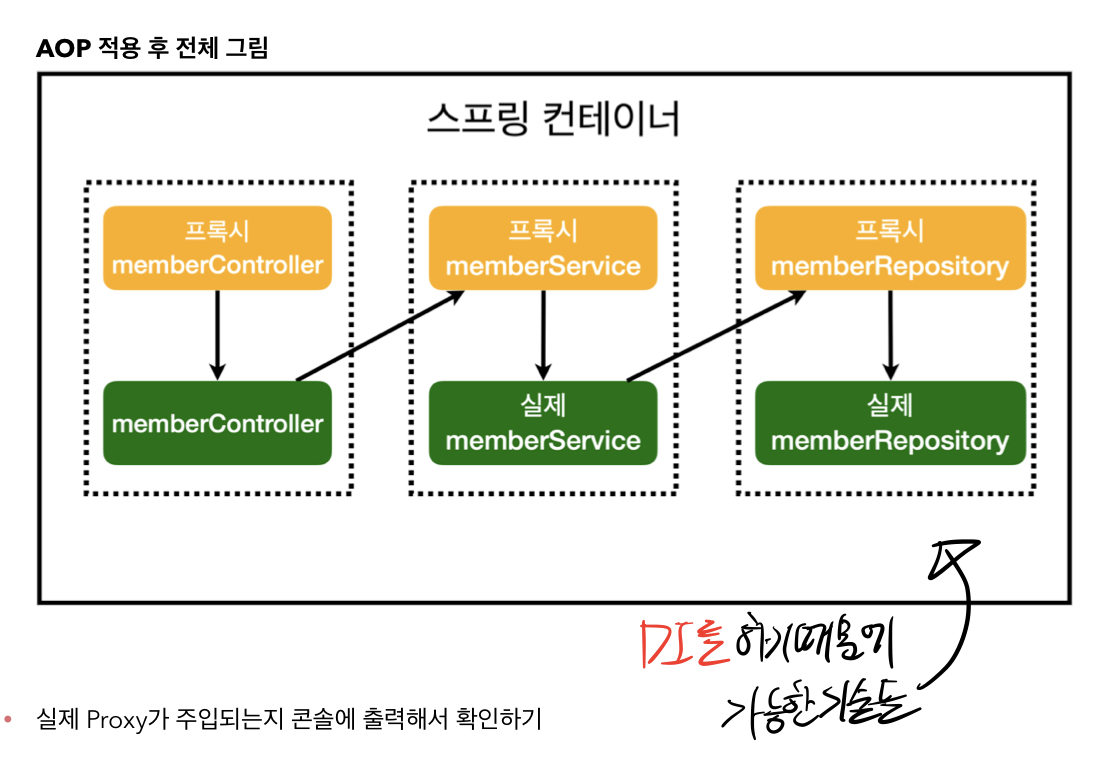 AOP 적용 후 전체 그림
스프링 컨테이너
프록시
memberController
프록시
memberService
프록시
memberRepository
memberController
실제
memberService
실제
memberRepository
DI를 하기 때문에
가능한 기술들
• 실제 Proxy가 주입되는지 콘솔에 출력해서 확인하기